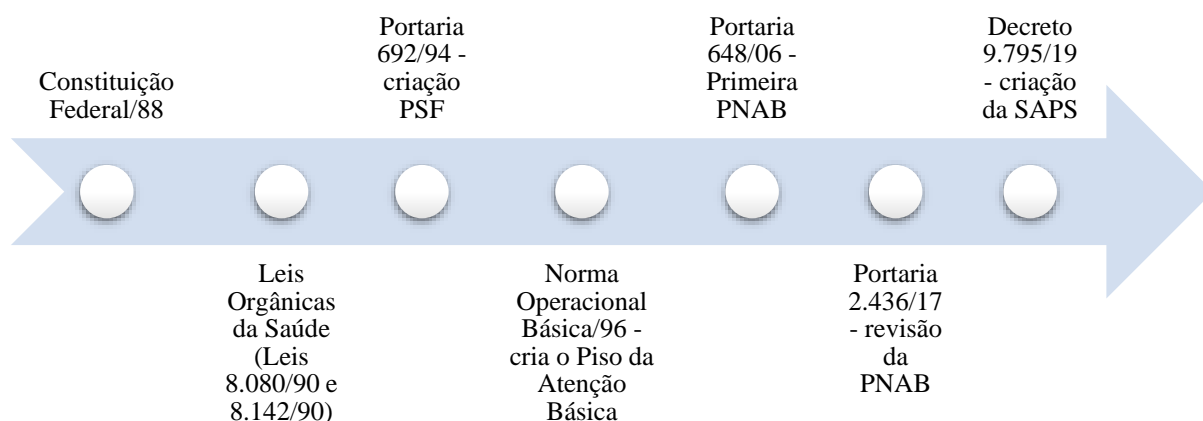 Constituição
Federal/88
Leis
Orgânicas
da Saúde
(Leis
8.080/90 e
8.142/90)
Portaria
692/94 -
criação
PSF
Norma
Operacional
Básica/96 -
cria o Piso da
Atenção
Básica
Portaria
648/06 -
Primeira
PNAB
Portaria
2.436/17
- revisão
da
PNAB
Decreto
9.795/19
- criação
da SAPS